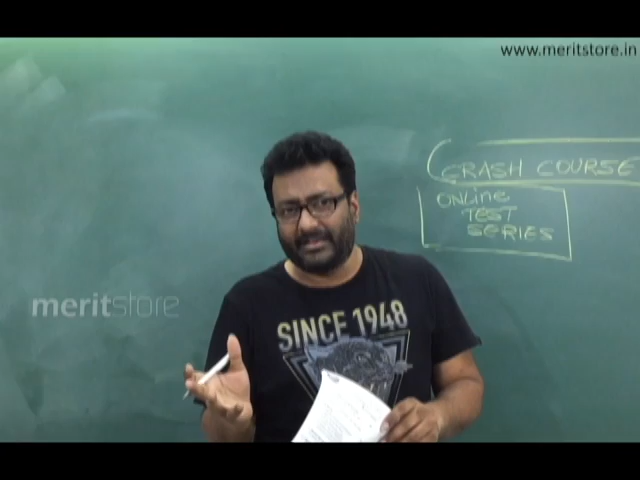 www.meritstore.in
CRASH COURSE
ONLine
TEST
SERIES
meritstore
SINCE 1948